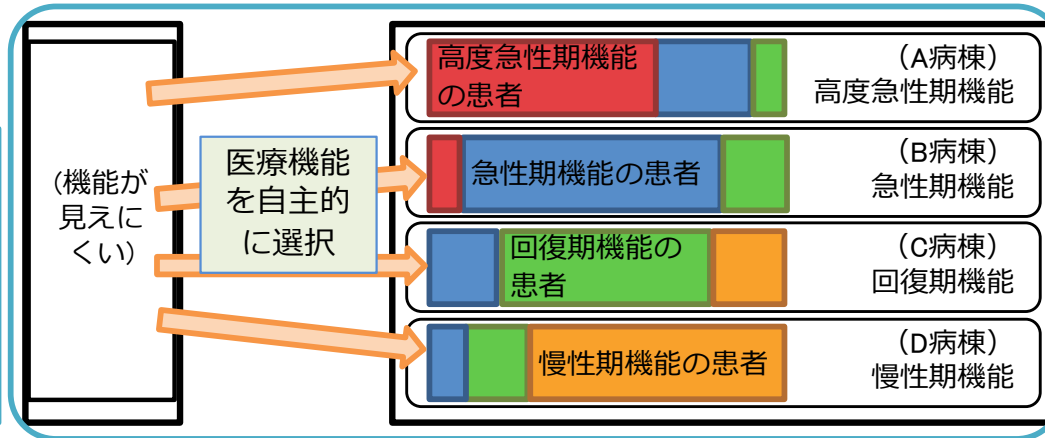 (機能が
見えに
くい)
医療機能
を自主的
に選択
高度急性期機能
の患者
(A病棟)
高度急性期機能
急性期機能の患者
(B病棟)
急性期機能
回復期機能の
患者
(C病棟)
回復期機能
慢性期機能の患者
(D病棟)
慢性期機能